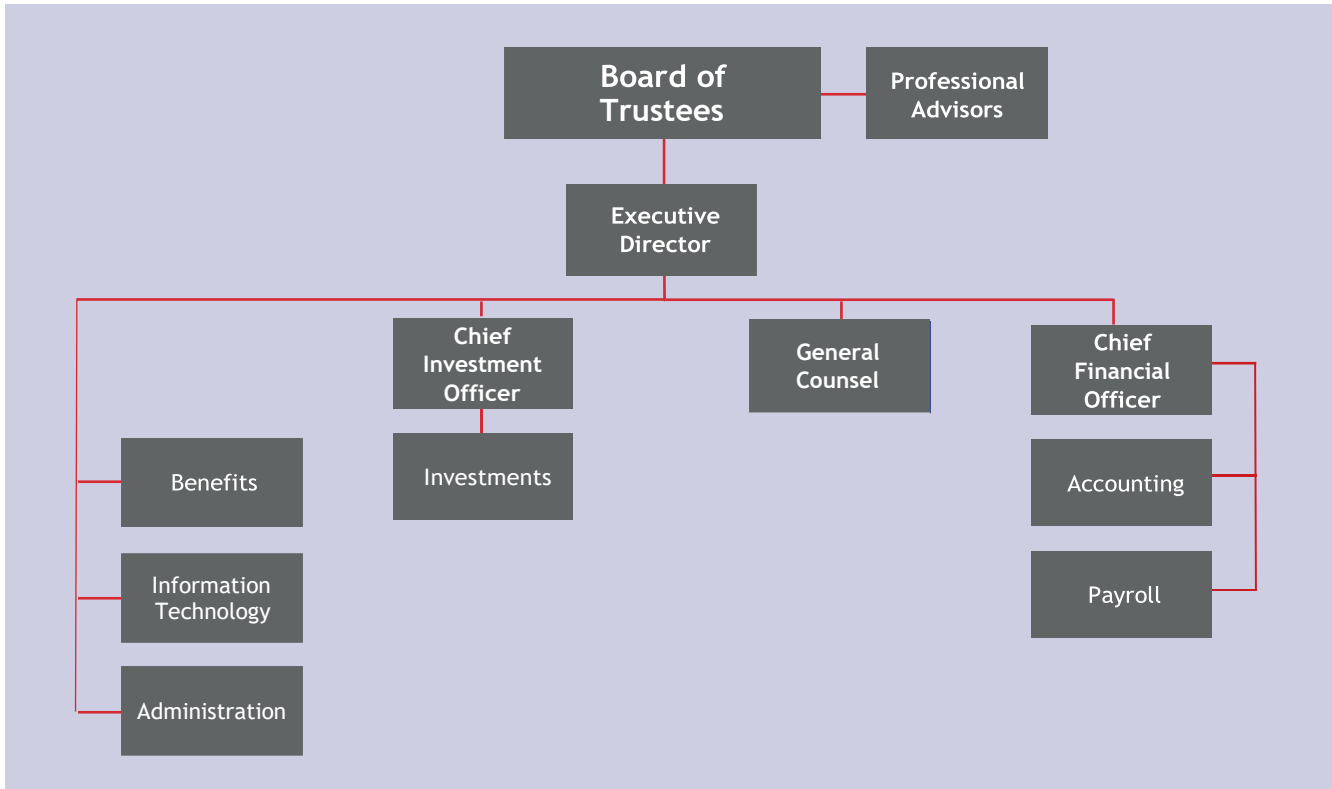 Board of
Trustees
Professional
Advisors
Executive
Director
Chief
Investment
Officer
General
Counsel
Chief
Financial
Officer
Benefits
Investments
Accounting
Information
Technology
Payroll
Administration